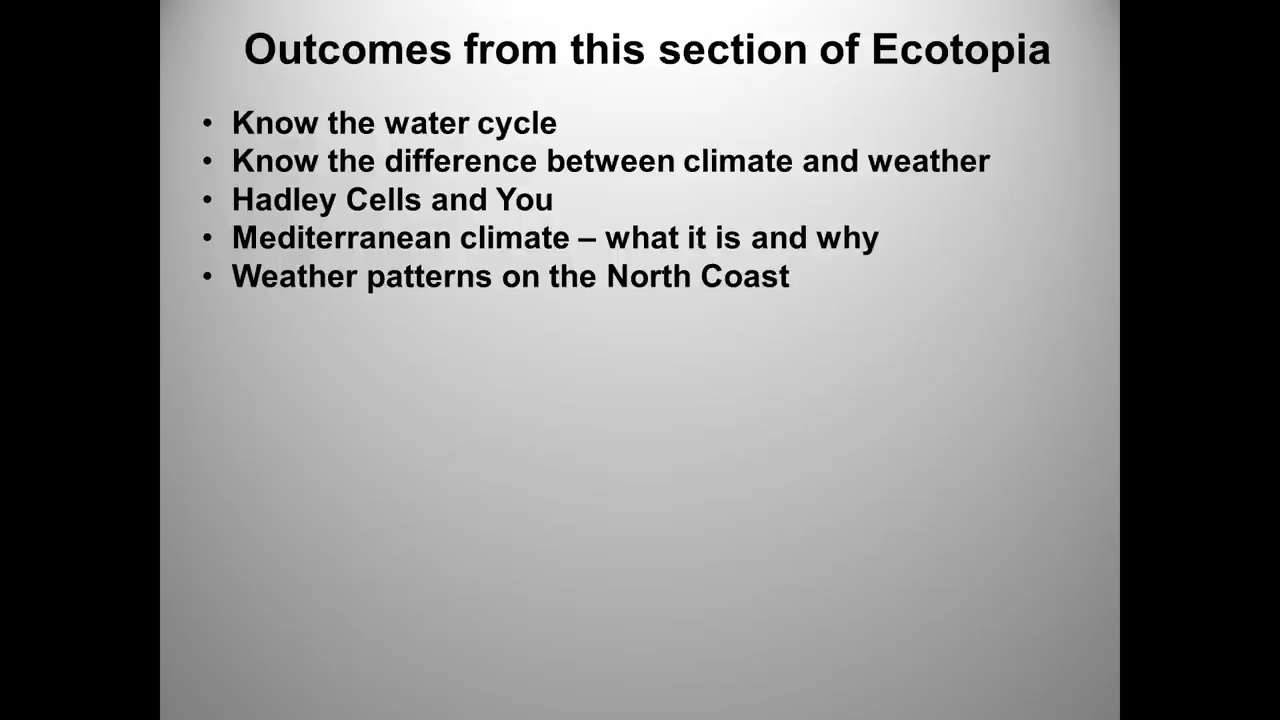 Outcomes from this section of Ecotopia
• Know the water cycle
• Know the difference between climate and weather
• Hadley Cells and You
• Mediterranean climate – what it is and why
• Weather patterns on the North Coast